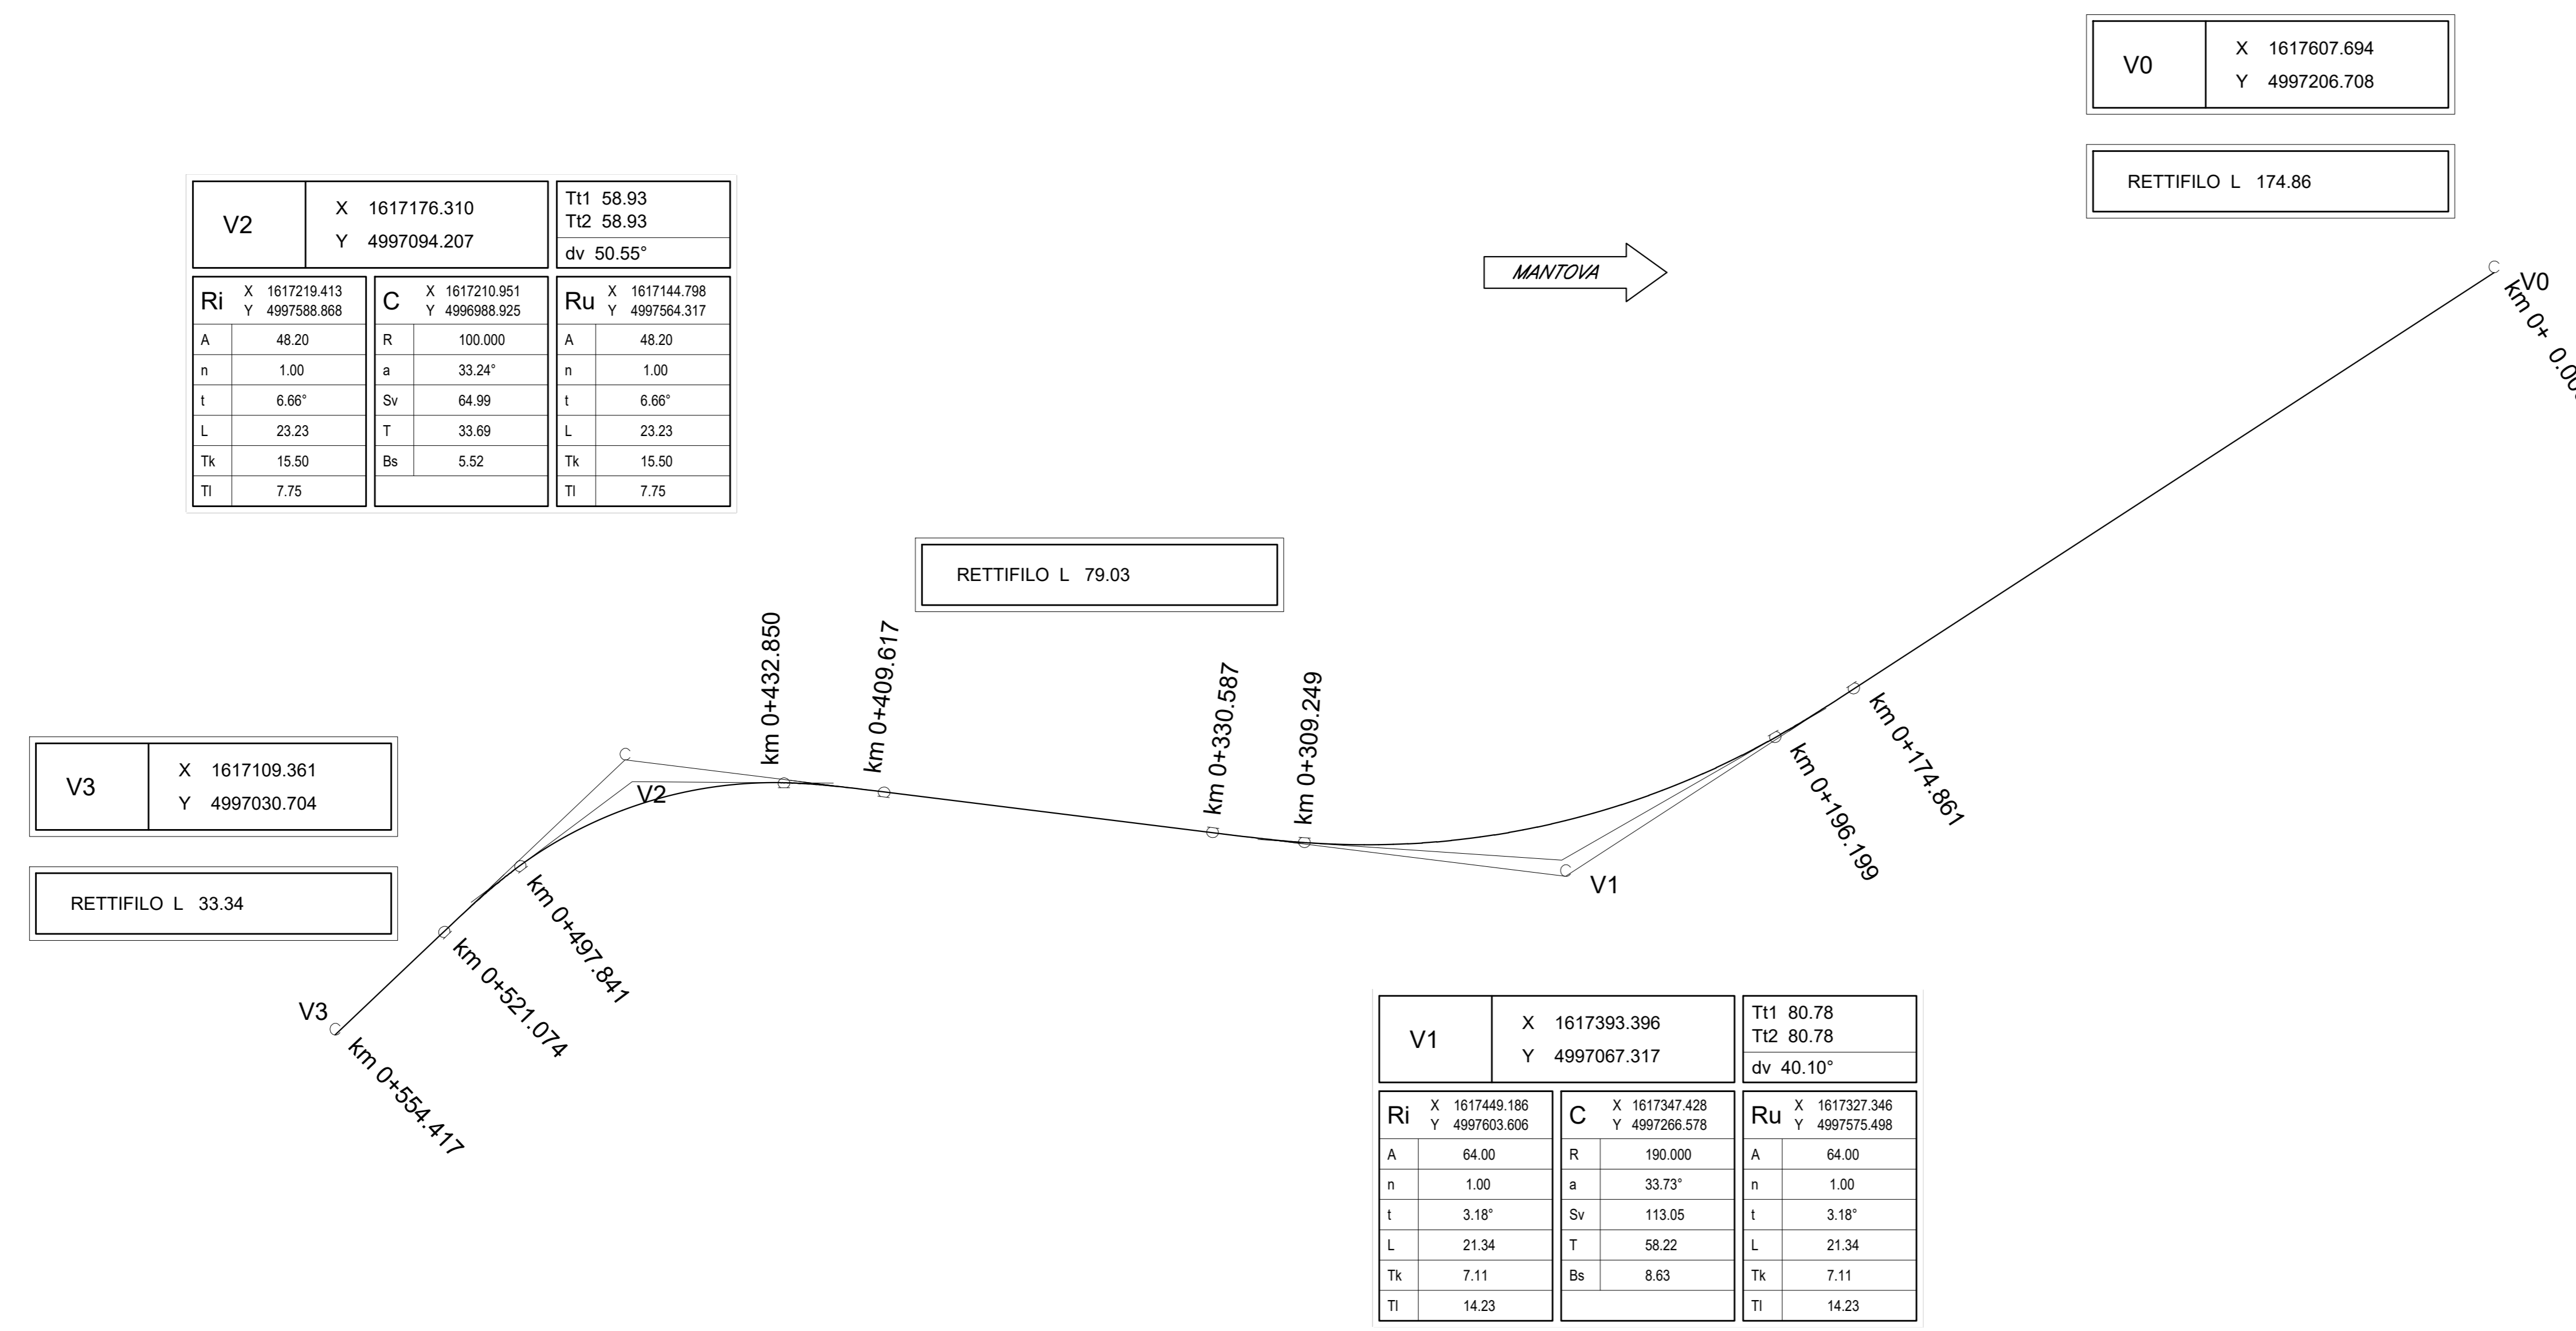 V0
X 1617607.694
Y 4997206.708
RETTIFILO L 174.86
V2
X 1617176.310
Y 4997094.207
Tt1 58.93
Tt2 58.93
dv 50.55°
Ri
X 1617219.413
Y 4997588.868
A 48.20
n 1.00
t 6.66°
L 23.23
Tk 15.50
Tl 7.75
C
X 1617210.951
Y 4996988.925
R 100.000
a 33.24°
Sv 64.99
T 33.69
Bs 5.52
Ru
X 1617144.798
Y 4997564.317
A 48.20
n 1.00
t 6.66°
L 23.23
Tk 15.50
Tl 7.75
MANTOVA
V0
km 0+ 0.00
RETTIFILO L 79.03
km 0+432.850
km 0+409.617
km 0+330.587
km 0+309.249
km 0+174.861
km 0+196.199
V3
X 1617109.361
Y 4997030.704
RETTIFILO L 33.34
V2
V1
km 0+497.841
km 0+521.074
V3
km 0+554.417
V1
X 1617393.396
Y 4997067.317
Tt1 80.78
Tt2 80.78
dv 40.10°
Ri
X 1617449.186
Y 4997603.606
A 64.00
n 1.00
t 3.18°
L 21.34
Tk 7.11
Tl 14.23
C
X 1617347.428
Y 4997266.578
R 190.000
a 33.73°
Sv 113.05
T 58.22
Bs 8.63
Ru
X 1617327.346
Y 4997575.498
A 64.00
n 1.00
t 3.18°
L 21.34
Tk 7.11
Tl 14.23